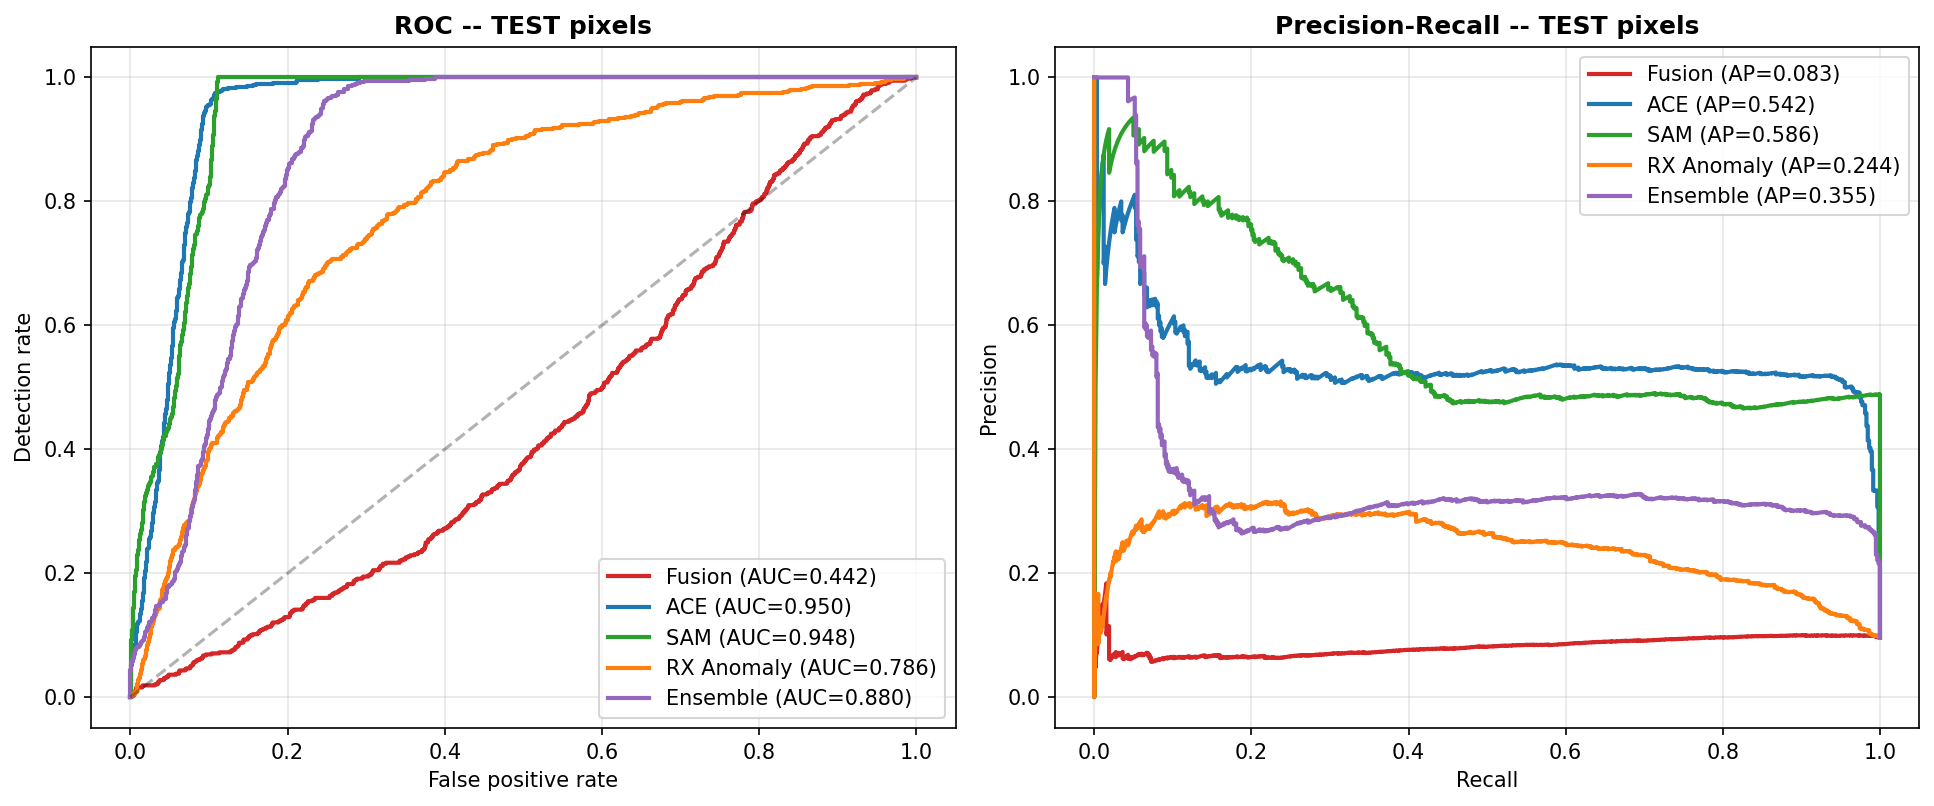 ROC -- TEST pixels
Detection rate
1.0
0.8
0.6
0.4
0.2
0.0
Fusion (AUC=0.442)
ACE (AUC=0.950)
SAM (AUC=0.948)
RX Anomaly (AUC=0.786)
Ensemble (AUC=0.880)
0.0 0.2 0.4 0.6 0.8 1.0
False positive rate
Precision-Recall -- TEST pixels
Precision
1.0
0.8
0.6
0.4
0.2
0.0
Fusion (AP=0.083)
ACE (AP=0.542)
SAM (AP=0.586)
RX Anomaly (AP=0.244)
Ensemble (AP=0.355)
0.0 0.2 0.4 0.6 0.8 1.0
Recall